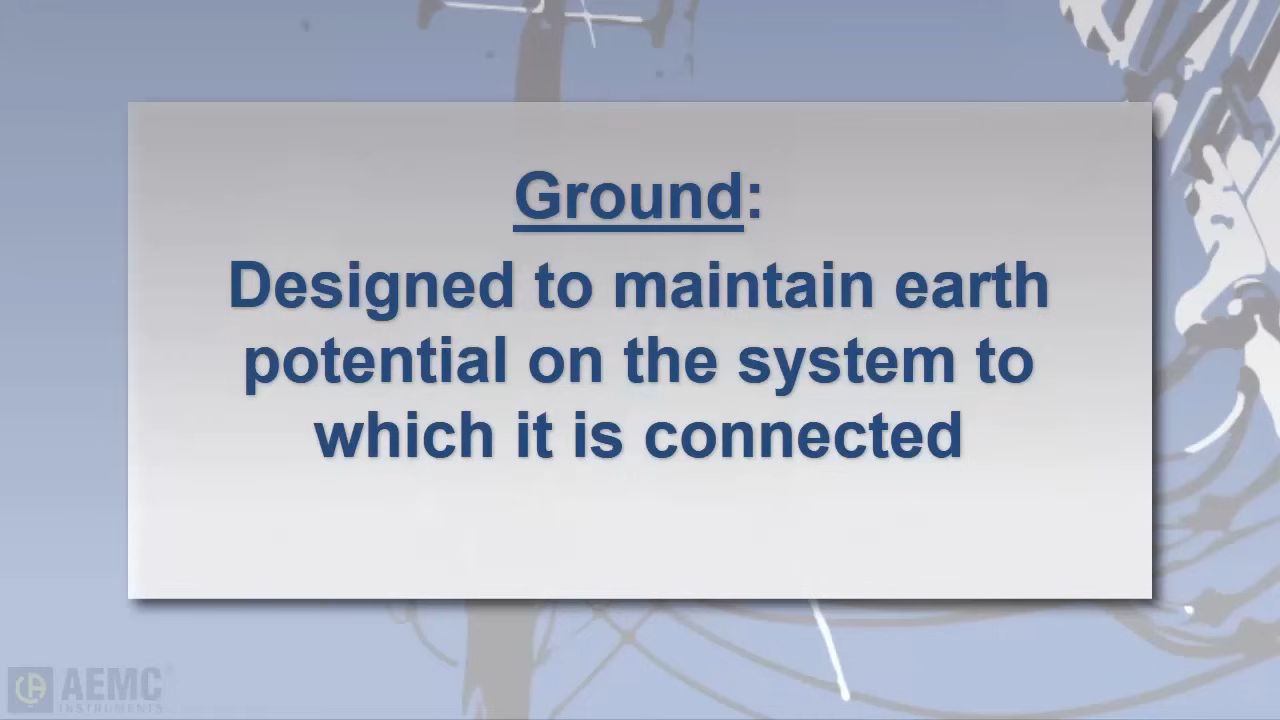 Ground:
Designed to maintain earth
potential on the system to
which it is connected
AEMC®
INSTRUMENTS